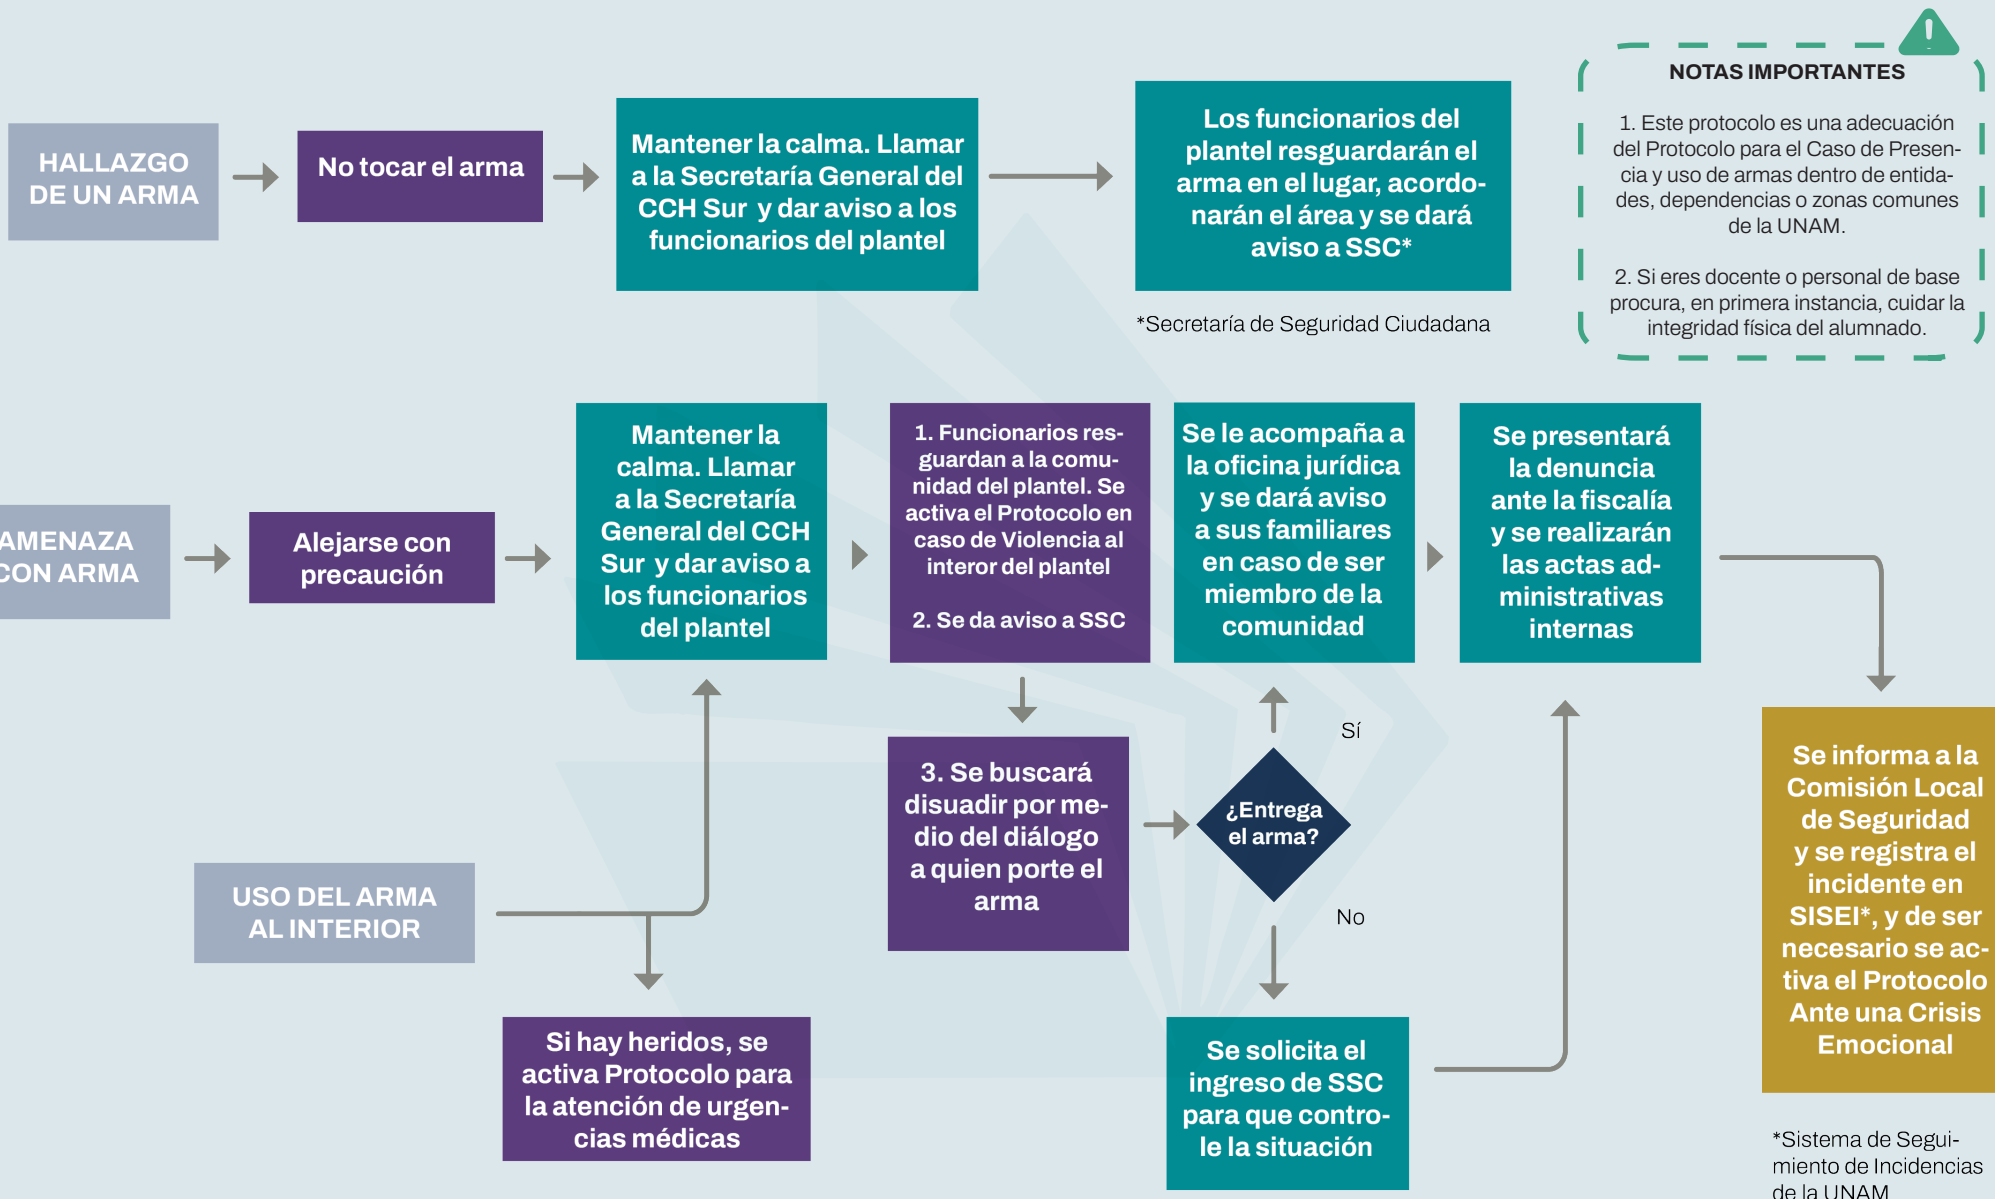 HALLAZGO
DE UN ARMA
No tocar el arma
Mantener la calma. Llamar
a la Secretaría General del
CCH Sur y dar aviso a los
funcionarios del plantel
Los funcionarios del
plantel resguardarán el
arma en el lugar, acordo-
narán el área y se dará
aviso a SSC*
*Secretaría de Seguridad Ciudadana
NOTAS IMPORTANTES
1. Este protocolo es una adecuación
del Protocolo para el Caso de Presen-
cia y uso de armas dentro de entida-
des, dependencias o zonas comunes
de la UNAM.
2. Si eres docente o personal de base
procura, en primera instancia, cuidar la
integridad física del alumnado.
AMENAZA
CON ARMA
Alejarse con
precaución
Mantener la
calma. Llamar
a la Secretaría
General del CCH
Sur y dar aviso a
los funcionarios
del plantel
1. Funcionarios res-
guardan a la comu-
nidad del plantel. Se
activa el Protocolo en
caso de Violencia al
interor del plantel
2. Se da aviso a SSC
Se le acompaña a
la oficina jurídica
y se dará aviso
a sus familiares
en caso de ser
miembro de la
comunidad
Se presentará
la denuncia
ante la fiscalía
y se realizarán
las actas ad-
ministrativas
internas
3. Se buscará
disuadir por me-
dio del diálogo
a quien porte el
arma
¿Entrega
el arma?
Sí
No
Se solicita el
ingreso de SSC
para que contro-
le la situación
USO DEL ARMA
AL INTERIOR
Si hay heridos, se
activa Protocolo para
la atención de urgen-
cias médicas
Se informa a la
Comisión Local
de Seguridad
y se registra el
incidente en
SISEI*, y de ser
necesario se ac-
tiva el Protocolo
Ante una Crisis
Emocional
*Sistema de Segui-
miento de Incidencias
de la UNAM